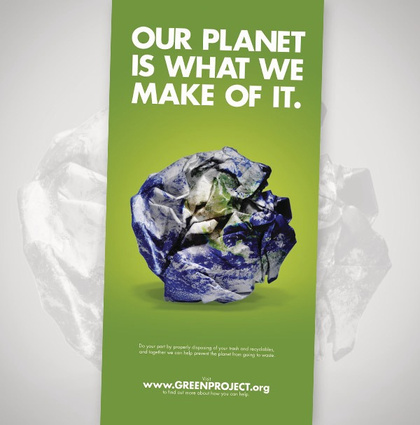 OUR PLANET
IS WHAT WE
MAKE OF IT.
Do your part by properly disposing of your trash and recyclables,
and together we can help prevent the planet from going to waste.
Visit
www.GREENPROJECT.org
to find out more about how you can help.